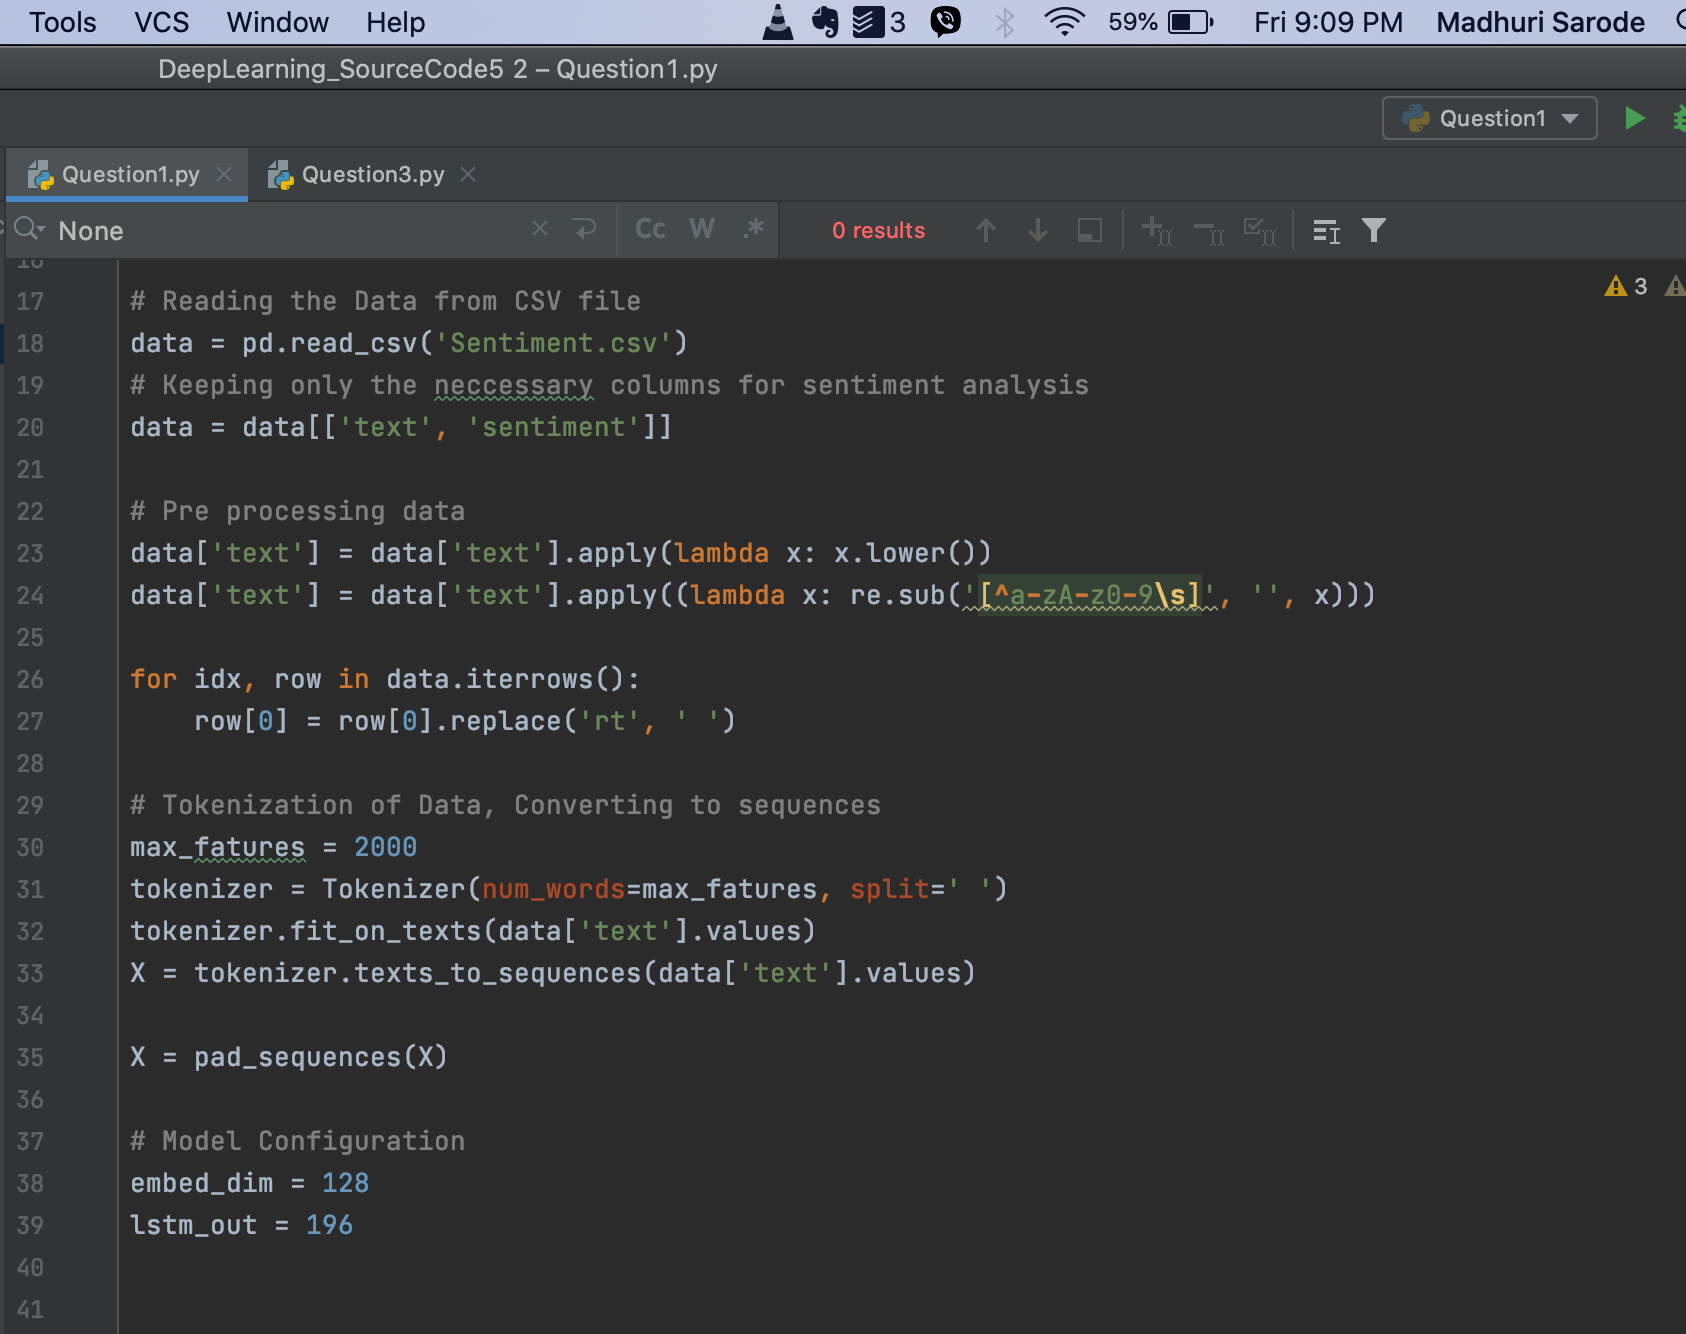 Tools VCS Window Help 3 59% Fri 9:09 PM Madhuri Sarode
DeepLearning_SourceCode5 2 – Question1.py
Question1
Question1.py Question3.py
None Cc W .* 0 results
16
3
17 # Reading the Data from CSV file
18 data = pd.read_csv('Sentiment.csv')
19 # Keeping only the neccessary columns for sentiment analysis
20 data = data[['text', 'sentiment']]
21
22 # Pre processing data
23 data['text'] = data['text'].apply(lambda x: x.lower())
24 data['text'] = data['text'].apply((lambda x: re.sub('[^a-zA-z0-9\s]', '', x)))
25
26 for idx, row in data.iterrows():
27     row[0] = row[0].replace('rt', ' ')
28
29 # Tokenization of Data, Converting to sequences
30 max_fatures = 2000
31 tokenizer = Tokenizer(num_words=max_fatures, split=' ')
32 tokenizer.fit_on_texts(data['text'].values)
33 X = tokenizer.texts_to_sequences(data['text'].values)
34
35 X = pad_sequences(X)
36
37 # Model Configuration
38 embed_dim = 128
39 lstm_out = 196
40
41